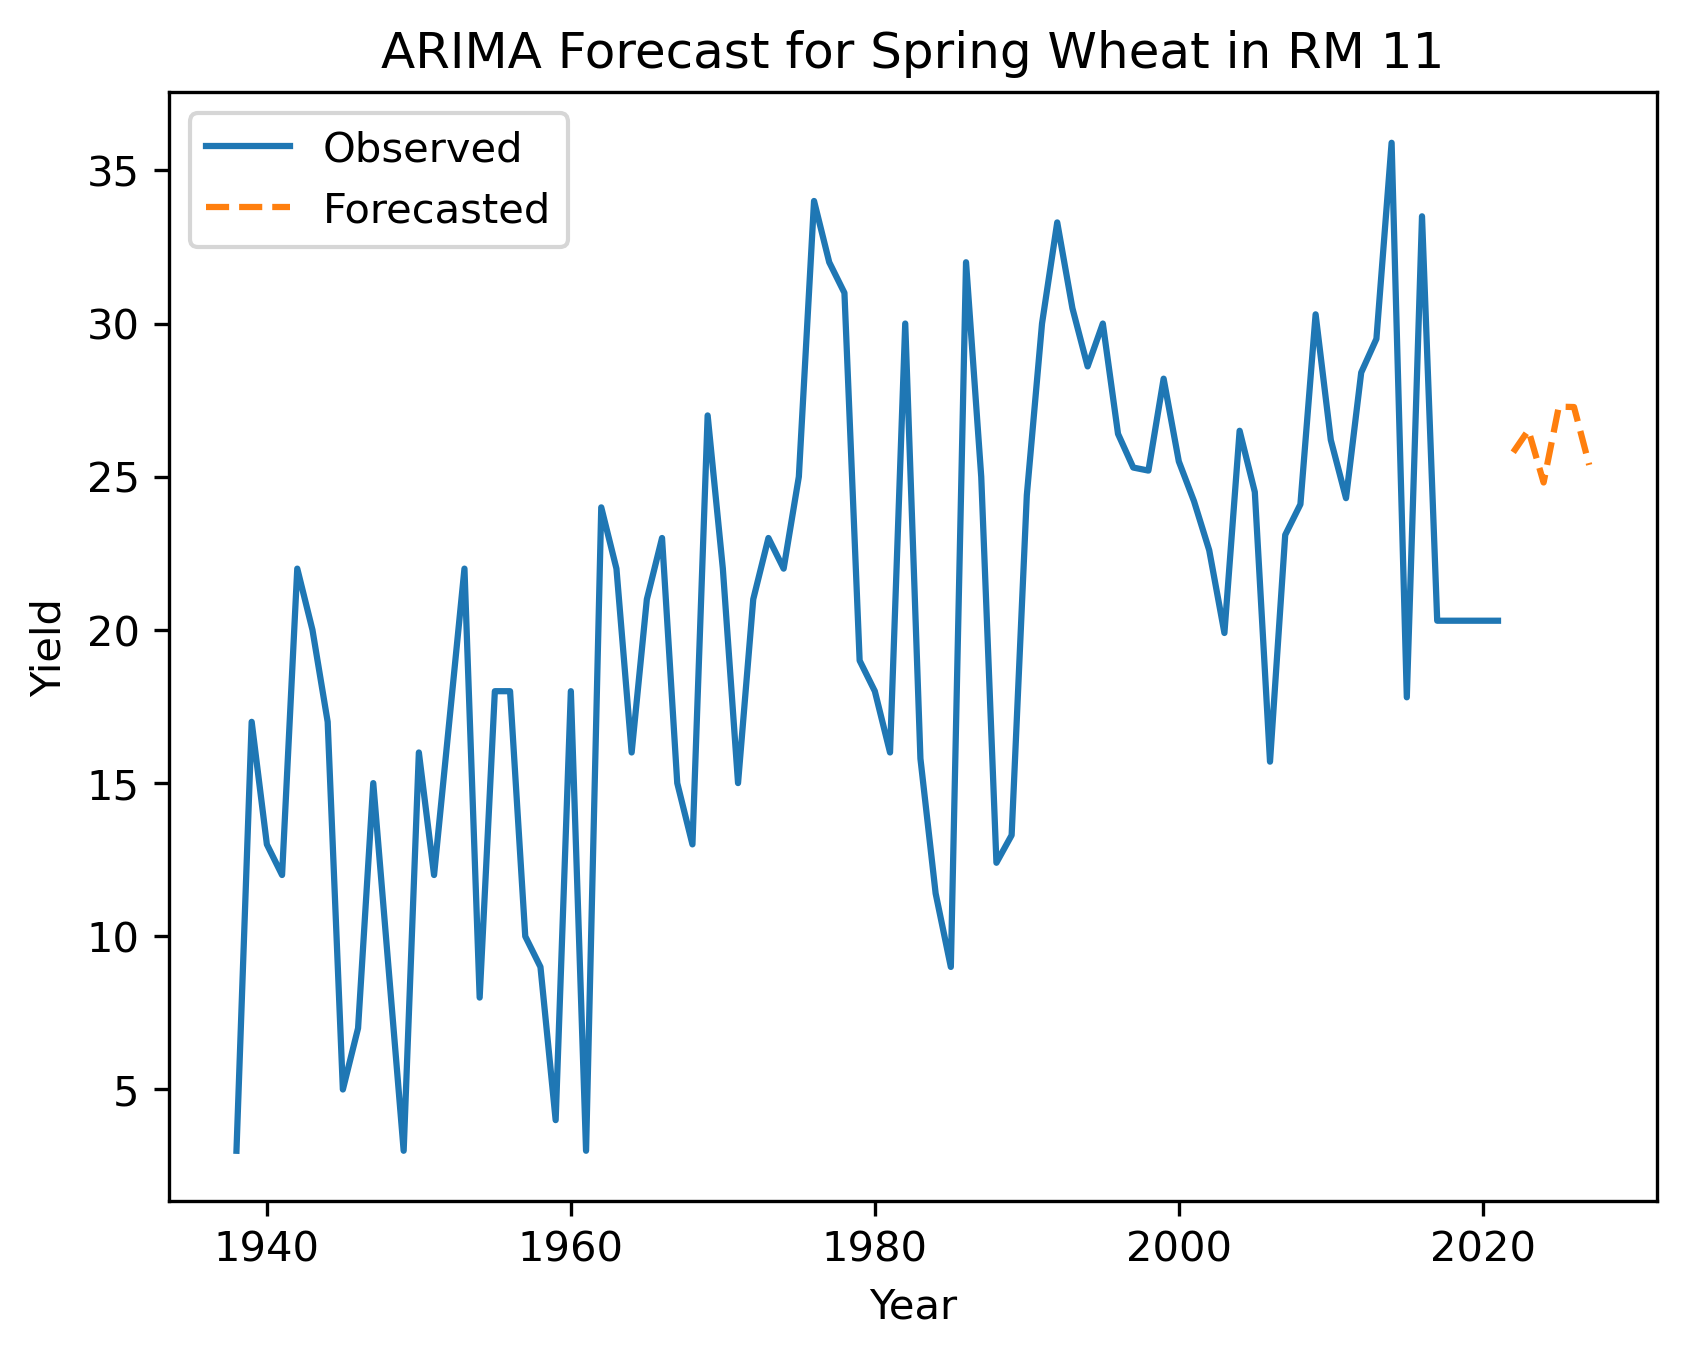 ARIMA Forecast for Spring Wheat in RM 11
Observed
Forecasted
35
30
25
20
15
10
5
Yield
1940 1960 1980 2000 2020
Year